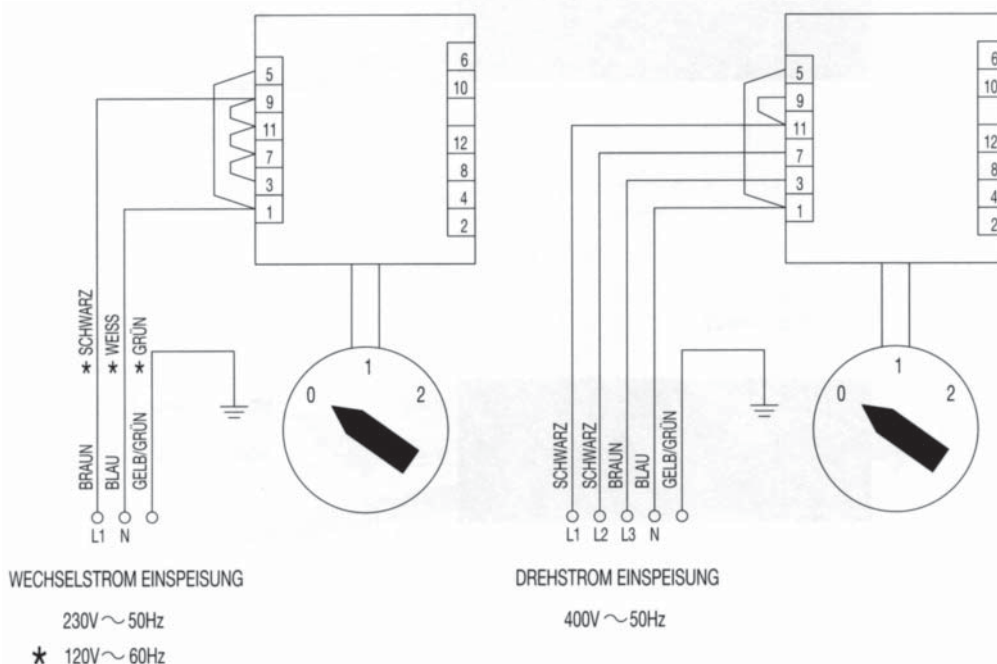 5
9
11
7
3
1
6
10
12
8
4
2
0 1 2
BRAUN * SCHWARZ
BLAU * WEISS
GELB/GRÜN * GRÜN
L1 N
WECHSELSTROM EINSPEISUNG
230V ~ 50Hz
* 120V ~ 60Hz
5
9
11
7
3
1
6
10
12
8
4
2
0 1 2
SCHWARZ
SCHWARZ
BRAUN
BLAU
GELB/GRÜN
L1 L2 L3 N
DREHSTROM EINSPEISUNG
400V ~ 50Hz